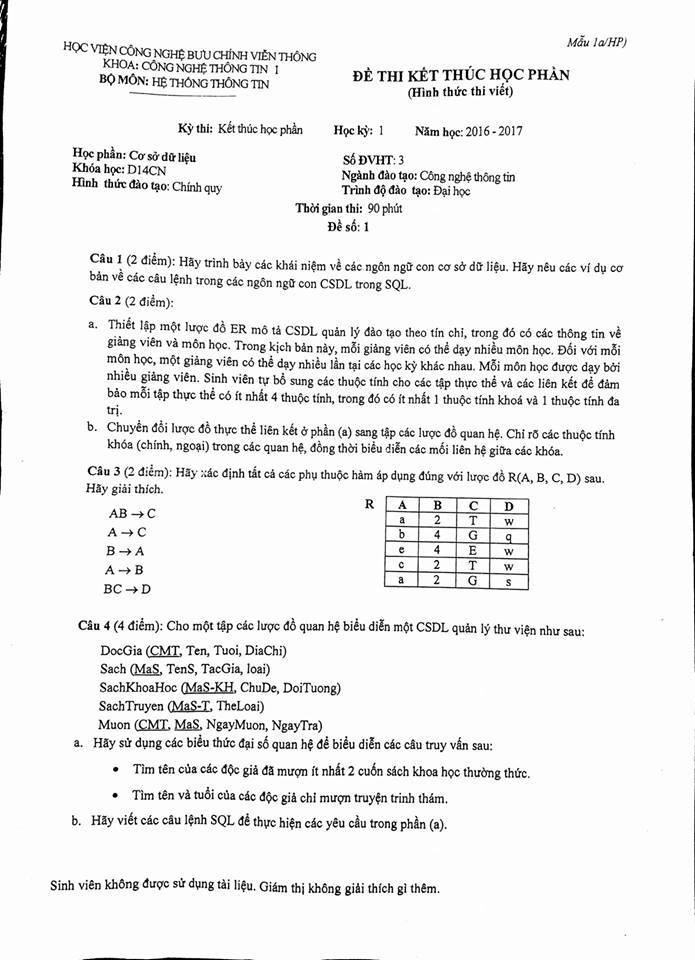 Mẫu 1a/HP)
HỌC VIỆN CÔNG NGHỆ BƯU CHÍNH VIỄN THÔNG
KHOA: CÔNG NGHỆ THÔNG TIN 1
BỘ MÔN: HỆ THỐNG THÔNG TIN
ĐỀ THI KẾT THÚC HỌC PHẦN
(Hình thức thi viết)
Kỳ thi: Kết thúc học phần Học kỳ: 1 Năm học: 2016 - 2017
Học phần: Cơ sở dữ liệu
Khóa học: D14CN
Hình thức đào tạo: Chính quy
Số ĐVHT: 3
Ngành đào tạo: Công nghệ thông tin
Trình độ đào tạo: Đại học
Thời gian thi: 90 phút
Đề số: 1
Câu 1 (2 điểm): Hãy trình bày các khái niệm về các ngôn ngữ con cơ sở dữ liệu. Hãy nêu các ví dụ cơ
bản về các câu lệnh trong các ngôn ngữ con CSDL trong SQL.
Câu 2 (2 điểm):
a. Thiết lập một lược đồ ER mô tả CSDL quản lý đào tạo theo tín chỉ, trong đó có các thông tin về
giảng viên và môn học. Trong kịch bản này, mỗi giảng viên có thể dạy nhiều môn học. Đối với mỗi
môn học, một giảng viên có thể dạy nhiều lần tại các học kỳ khác nhau. Mỗi môn học được dạy bởi
nhiều giảng viên. Sinh viên tự bổ sung các thuộc tính cho các tập thực thể và các liên kết để đảm
bảo mỗi tập thực thể có ít nhất 4 thuộc tính, trong đó có ít nhất 1 thuộc tính khoá và 1 thuộc tính đa
trị.
b. Chuyển đổi lược đồ thực thể liên kết ở phần (a) sang tập các lược đồ quan hệ. Chỉ rõ các thuộc tính
khóa (chính, ngoại) trong các quan hệ, đồng thời biểu diễn các mối liên hệ giữa các khóa.
Câu 3 (2 điểm): Hãy xác định tất cả các phụ thuộc hàm áp dụng đúng với lược đồ R(A, B, C, D) sau.
Hãy giải thích.
AB → C
A → C
B → A
A → B
BC → D
R A B C D
a 2 T w
b 4 G q
e 4 E w
c 2 T w
a 2 G s
Câu 4 (4 điểm): Cho một tập các lược đồ quan hệ biểu diễn một CSDL quản lý thư viện như sau:
DocGia (CMT, Ten, Tuoi, DiaChi)
Sach (MaS, TenS, TacGia, loai)
SachKhoaHoc (MaS-KH, ChuDe, DoiTuong)
SachTruyen (MaS-T, TheLoai)
Muon (CMT, MaS, NgayMuon, NgayTra)
a. Hãy sử dụng các biểu thức đại số quan hệ để biểu diễn các câu truy vấn sau:
• Tìm tên của các độc giả đã mượn ít nhất 2 cuốn sách khoa học thường thức.
• Tìm tên và tuổi của các độc giả chỉ mượn truyện trinh thám.
b. Hãy viết các câu lệnh SQL để thực hiện các yêu cầu trong phần (a).
Sinh viên không được sử dụng tài liệu. Giám thị không giải thích gì thêm.